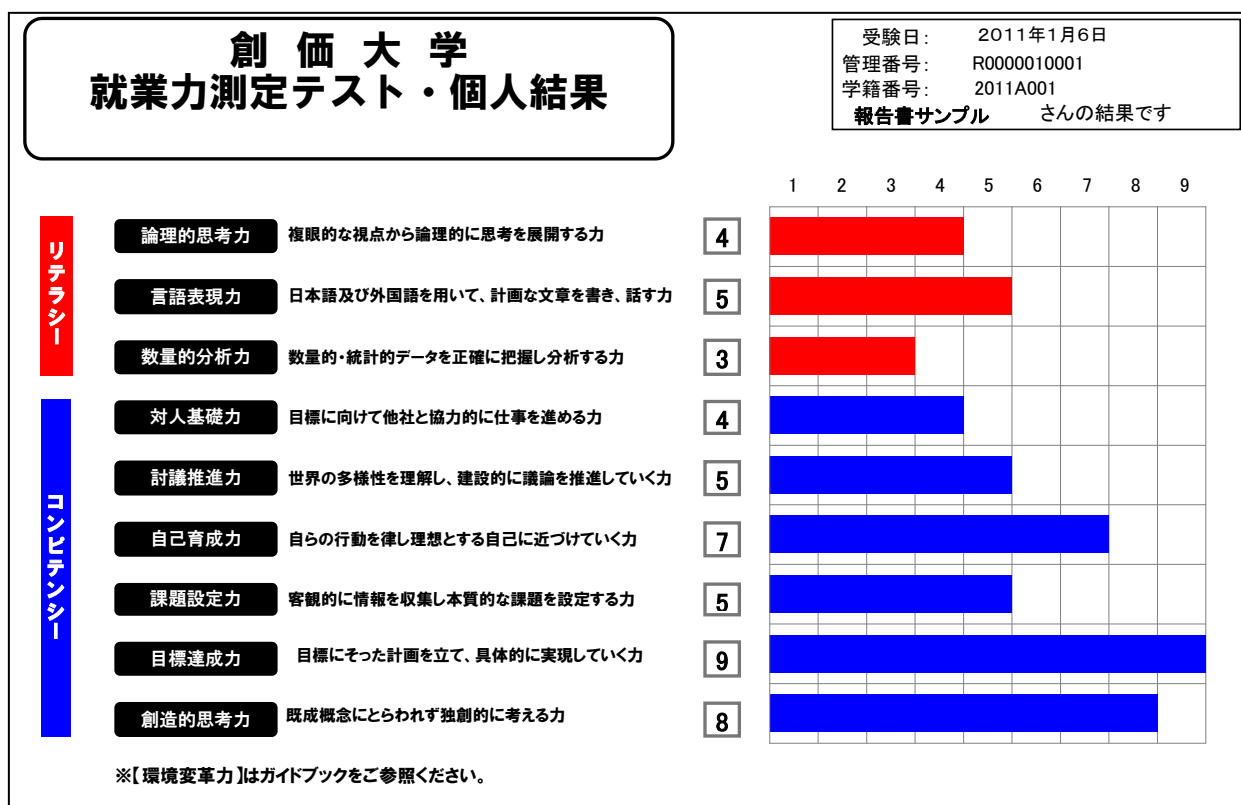 創 価 大 学
就業力測定テスト・個人結果
受験日： 2011年1月6日
管理番号： R0000010001
学籍番号： 2011A001
報告書サンプル さんの結果です
1 2 3 4 5 6 7 8 9
リテラシー
論理的思考力 複眼的な視点から論理的に思考を展開する力 4
言語表現力 日本語及び外国語を用いて、計画な文章を書き、話す力 5
数量的分析力 数量的・統計的データを正確に把握し分析する力 3
コンピテンシー
対人基礎力 目標に向けて他社と協力的に仕事を進める力 4
討議推進力 世界の多様性を理解し、建設的に議論を推進していく力 5
自己育成力 自らの行動を律し理想とする自己に近づけていく力 7
課題設定力 客観的に情報を収集し本質的な課題を設定する力 5
目標達成力 目標にそった計画を立て、具体的に実現していく力 9
創造的思考力 既成概念にとらわれず独創的に考える力 8
※【環境変革力】はガイドブックをご参照ください。